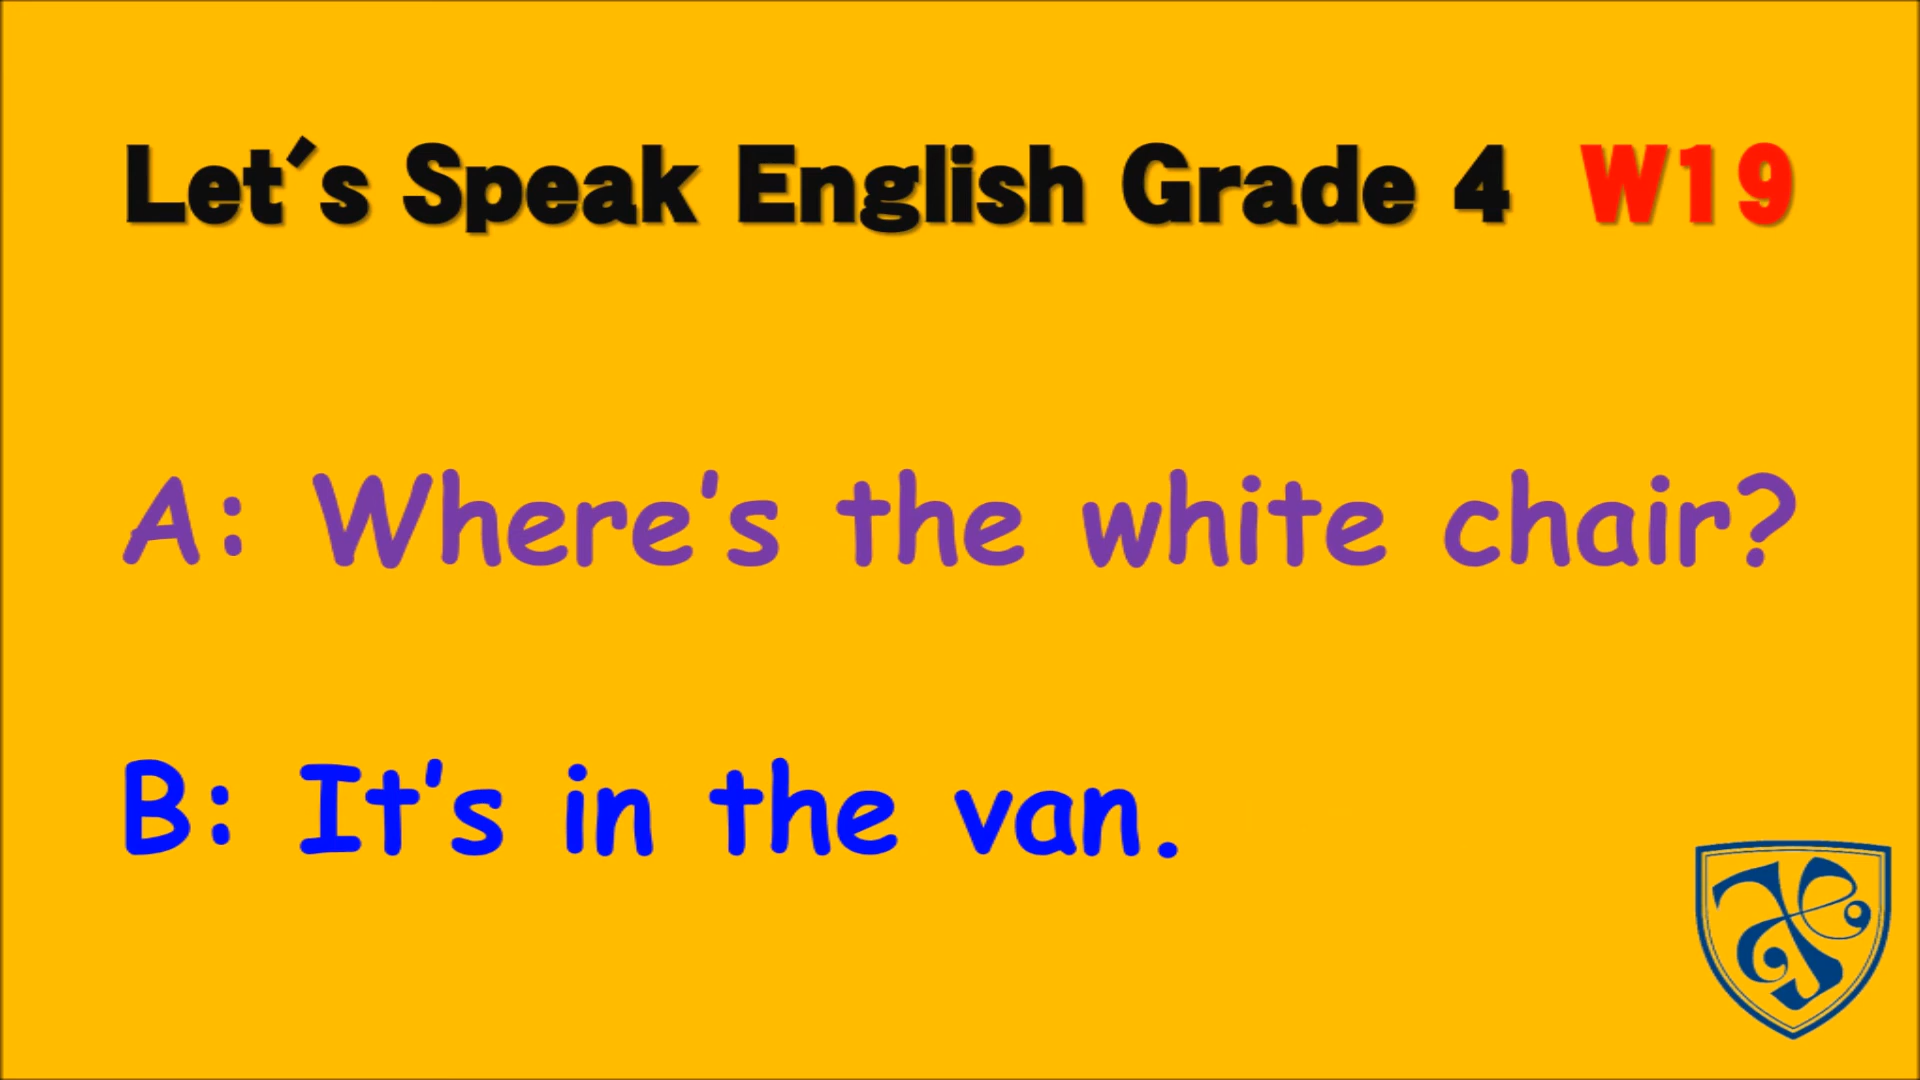 Let's Speak English Grade 4 W19
A: Where's the white chair?
B: It's in the van.